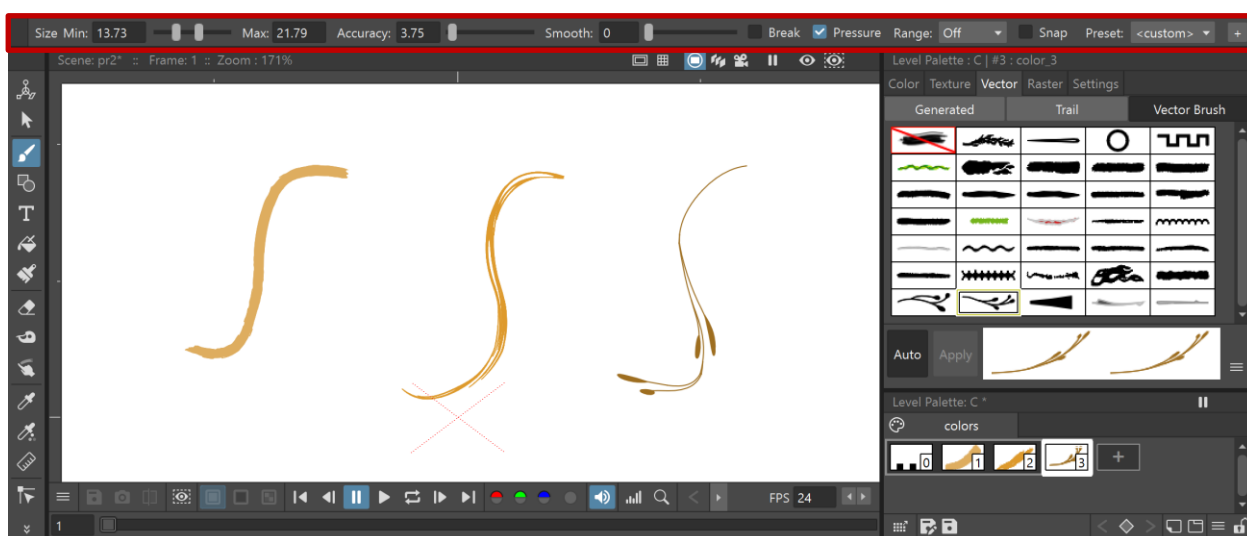 Size Min: 13.73 Max: 21.79 Accuracy: 3.75 Smooth: 0 Break Pressure Range: Off Snap Preset: <custom> +
Scene: pr2* :: Frame: 1 :: Zoom : 171%
Level Palette : C | #3 : color_3
Color Texture Vector Raster Settings
Generated Trail Vector Brush
Auto Apply
Level Palette: C *
colors
0 1 2 3 +
FPS 24
1